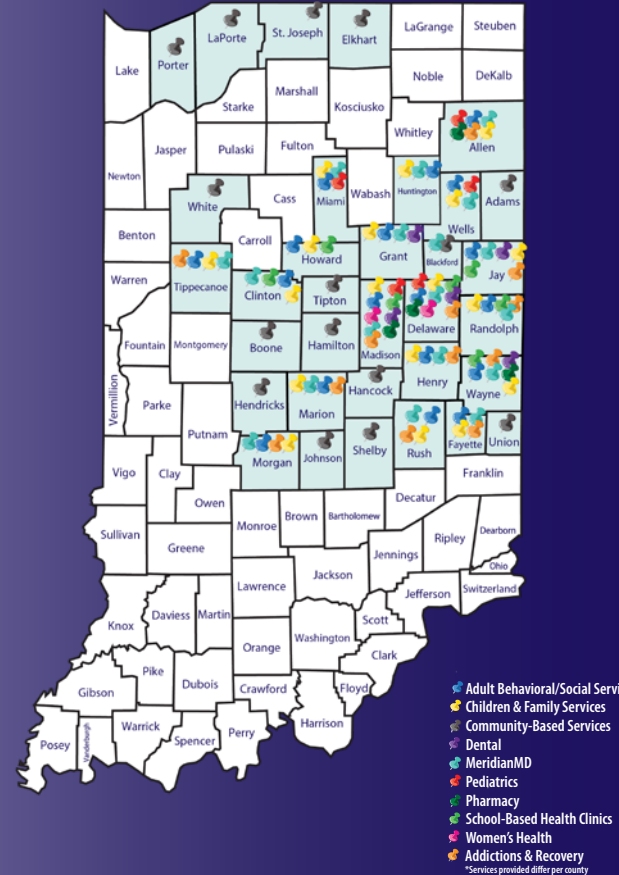 LaPorte
St. Joseph
Elkhart
LaGrange
Steuben
Lake
Porter
Noble
DeKalb
Starke
Marshall
Kosciusko
Whitley
Allen
Newton
Jasper
Pulaski
Fulton
Miami
Wabash
Huntington
Wells
Adams
White
Cass
Benton
Carroll
Howard
Grant
Blackford
Jay
Warren
Tippecanoe
Clinton
Tipton
Madison
Delaware
Randolph
Fountain
Montgomery
Boone
Hamilton
Henry
Wayne
Vermillion
Parke
Hendricks
Marion
Hancock
Putnam
Morgan
Johnson
Shelby
Rush
Fayette
Union
Vigo
Clay
Owen
Franklin
Decatur
Sullivan
Greene
Monroe
Brown
Bartholomew
Jennings
Ripley
Dearborn
Ohio
Switzerland
Knox
Daviess
Martin
Lawrence
Jackson
Jefferson
Scott
Orange
Washington
Clark
Gibson
Pike
Dubois
Crawford
Floyd
Harrison
Posey
Vanderburgh
Warrick
Spencer
Perry
Adult Behavioral/Social Servi
Children & Family Services
Community-Based Services
Dental
MeridianMD
Pediatrics
Pharmacy
School-Based Health Clinics
Women's Health
Addictions & Recovery
*Services provided differ per county